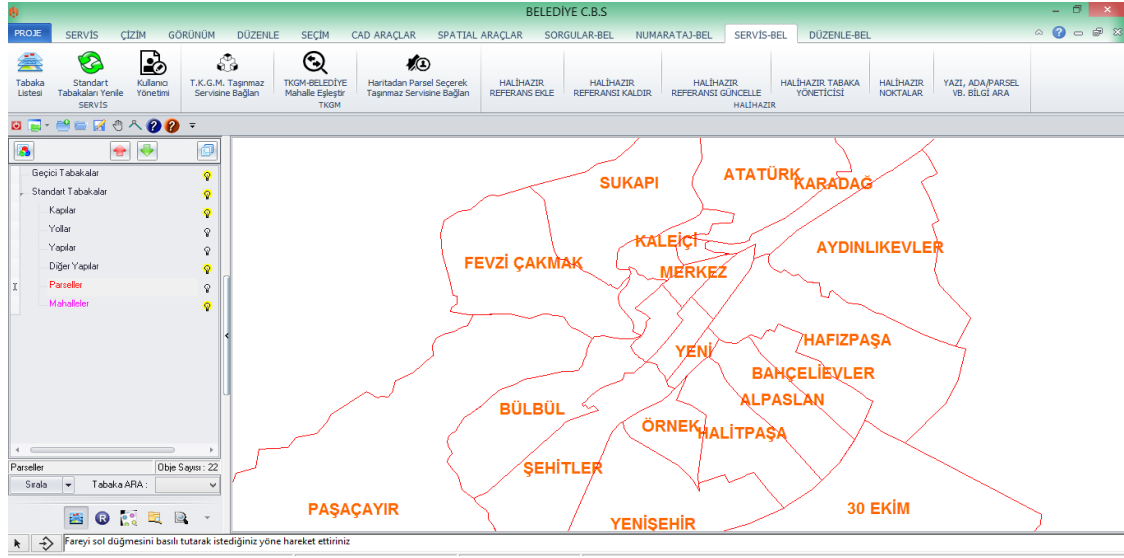 BELEDİYE C.B.S
PROJE SERVİS ÇİZİM GÖRÜNÜM DÜZENLE SEÇİM CAD ARAÇLAR SPATIAL ARAÇLAR SORGULAR-BEL NUMARATAJ-BEL SERVİS-BEL DÜZENLE-BEL
Tabaka Listesi
Standart Tabakaları Yenile
Kullanıcı Yönetimi
SERVİS
T.K.G.M. Taşınmaz Servisine Bağlan
TKGM-BELEDİYE Mahalle Eşleştir
Haritadan Parsel Seçerek Taşınmaz Servisine Bağlan
TKGM
HALİHAZIR REFERANS EKLE
HALİHAZIR REFERANSI KALDIR
HALİHAZIR REFERANSI GÜNCELLE
HALİHAZIR TABAKA YÖNETİCİSİ
HALİHAZIR NOKTALAR
YAZI, ADA/PARSEL VB. BİLGİ ARA
HALİHAZIR
Geçici Tabakalar
Standart Tabakalar
Kapılar
Yollar
Yapılar
Diğer Yapılar
Parseller
Mahalleler
Parseller Obje Sayısı : 22
Sırala Tabaka ARA :
SUKAPI
ATATÜRK
KARADAĞ
KALEİÇİ
AYDINLIKEVLER
FEVZİ ÇAKMAK
MERKEZ
HAFIZPAŞA
YENİ
BAHÇELİEVLER
ALPASLAN
BÜLBÜL
ÖRNEK
HALİTPAŞA
ŞEHİTLER
PAŞAÇAYIR
30 EKİM
YENİŞEHİR
Fareyi sol düğmesini basılı tutarak istediğiniz yöne hareket ettiriniz